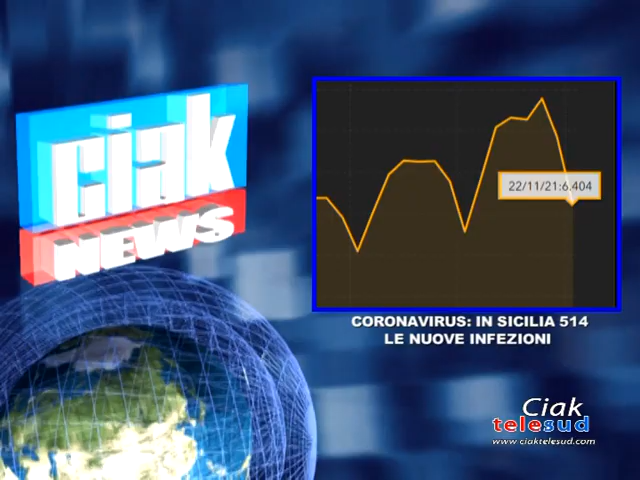 ciak
NEWS
22/11/21:6.404
CORONAVIRUS: IN SICILIA 514
LE NUOVE INFEZIONI
Ciak
telesud
www.ciaktelesud.com